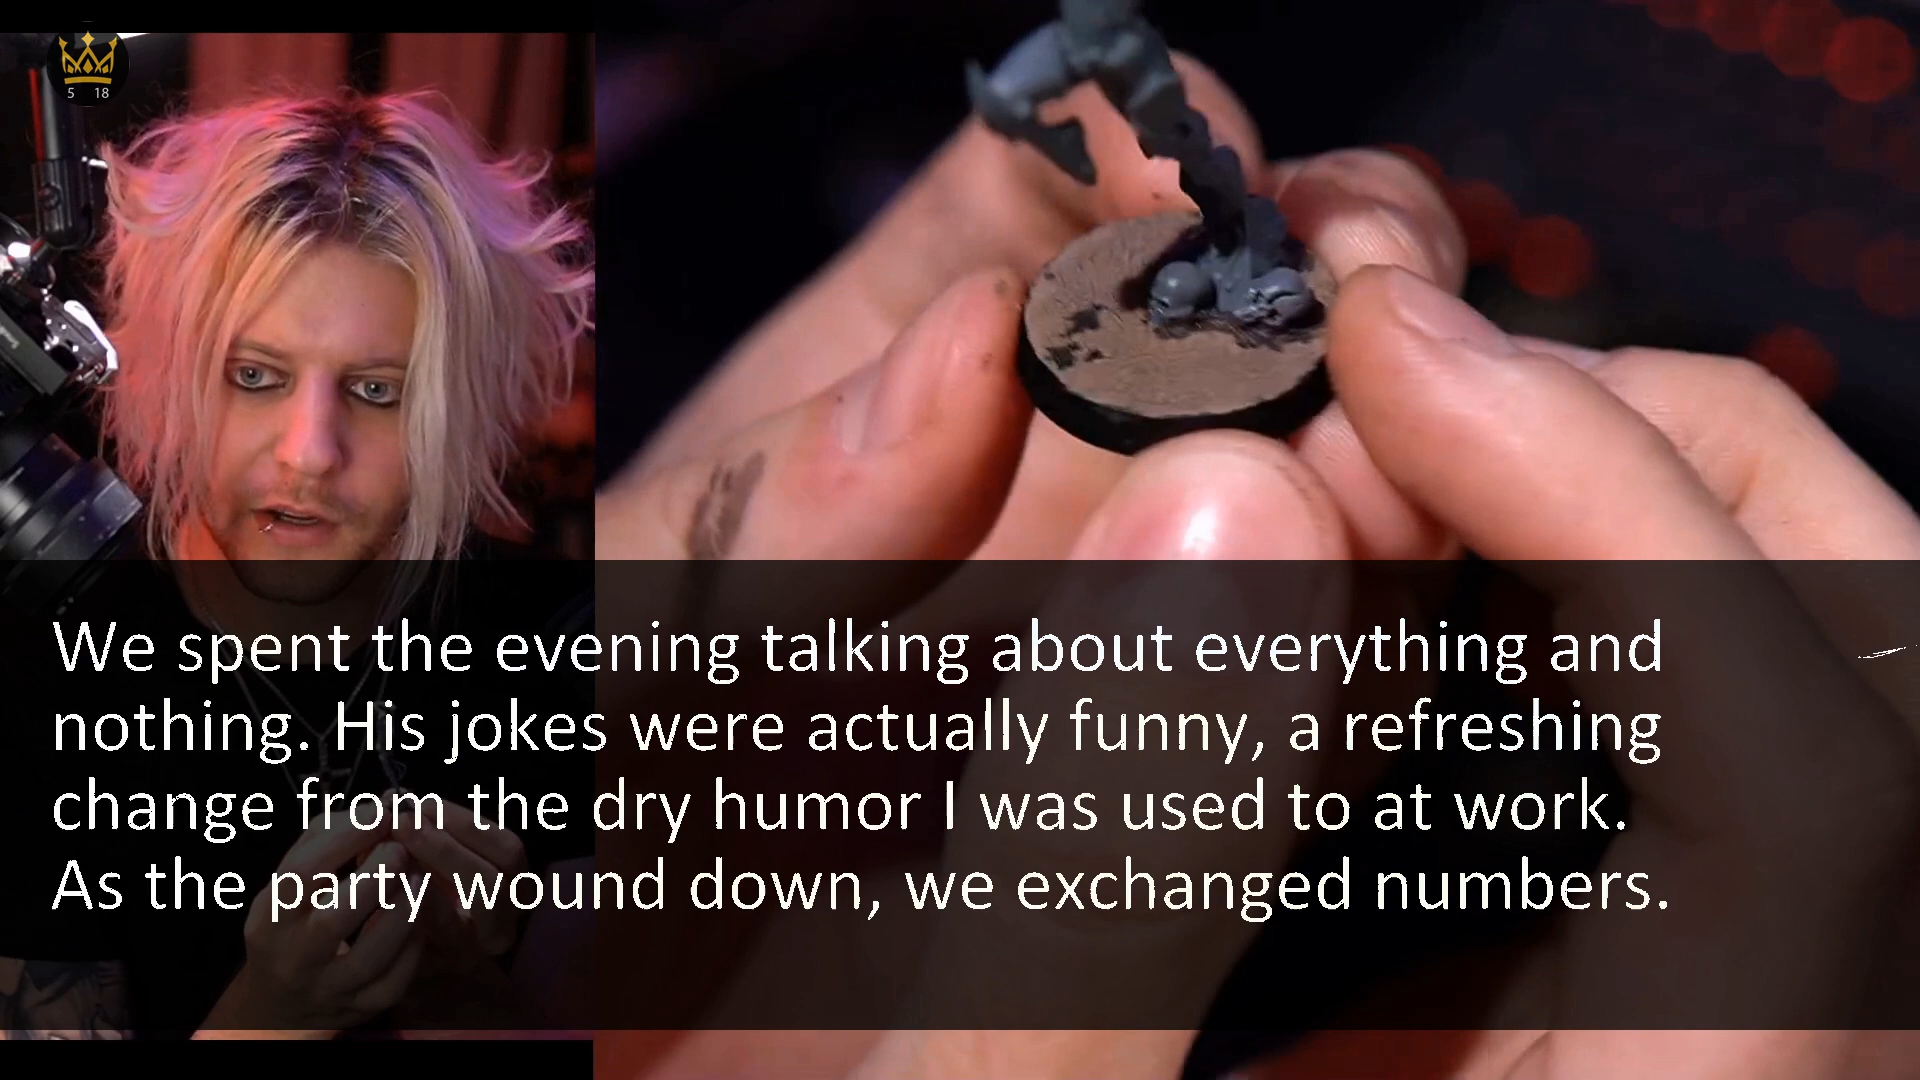 5 18
We spent the evening talking about everything and
nothing. His jokes were actually funny, a refreshing
change from the dry humor I was used to at work.
As the party wound down, we exchanged numbers.